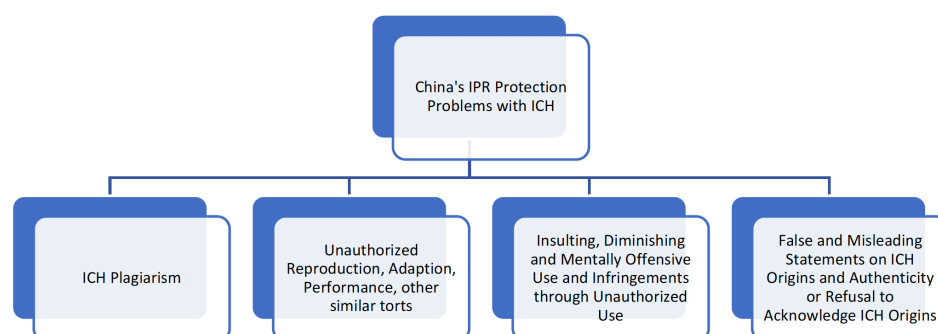 China's IPR Protection
Problems with ICH
ICH Plagiarism
Unauthorized
Reproduction, Adaption,
Performance, other
similar torts
Insulting, Diminishing
and Mentally Offensive
Use and Infringements
through Unauthorized
Use
False and Misleading
Statements on ICH
Origins and Authenticity
or Refusal to
Acknowledge ICH Origins